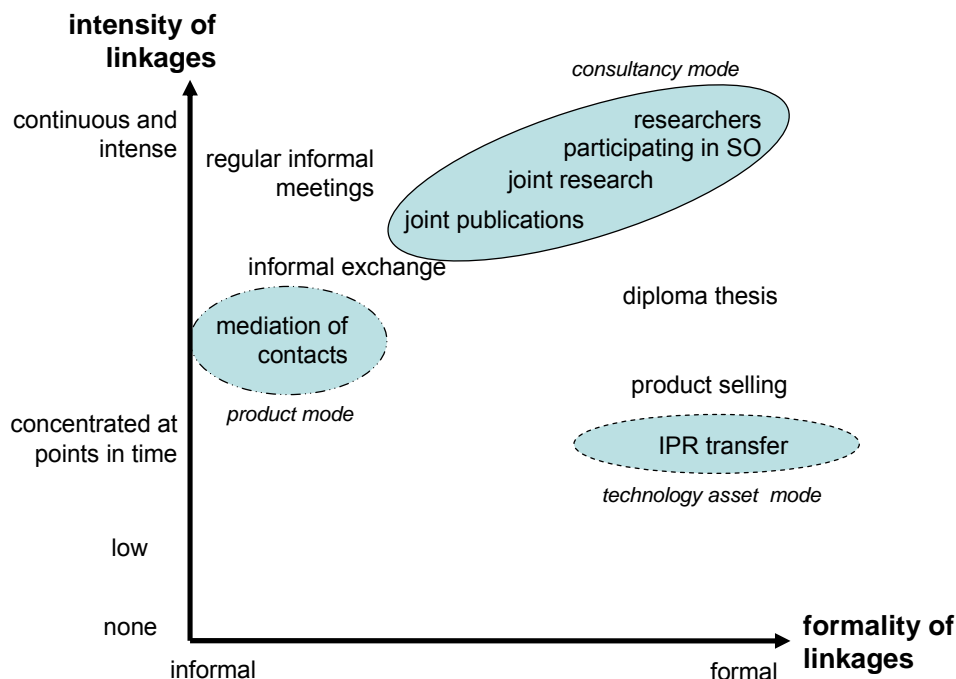 intensity of
linkages
consultancy mode
continuous and
intense
researchers
participating in SO
regular informal
meetings
joint research
joint publications
informal exchange
diploma thesis
mediation of
contacts
product selling
product mode
concentrated at
points in time
IPR transfer
technology asset mode
low
none
formality of
linkages
informal
formal